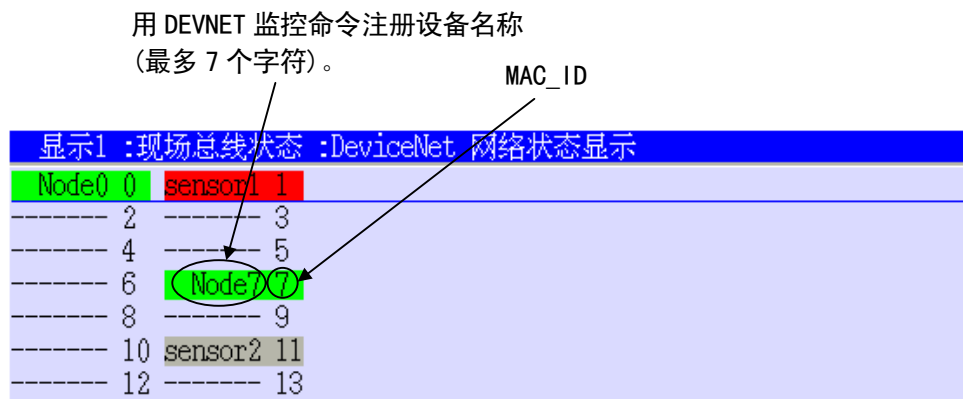 用 DEVNET 监控命令注册设备名称
(最多 7 个字符)。
MAC_ID
显示1 :现场总线状态 :DeviceNet 网络状态显示
Node0 0 sensor1 1
------- 2 ------- 3
------- 4 ------- 5
------- 6 Node7 7
------- 8 ------- 9
------- 10 sensor2 11
------- 12 ------- 13